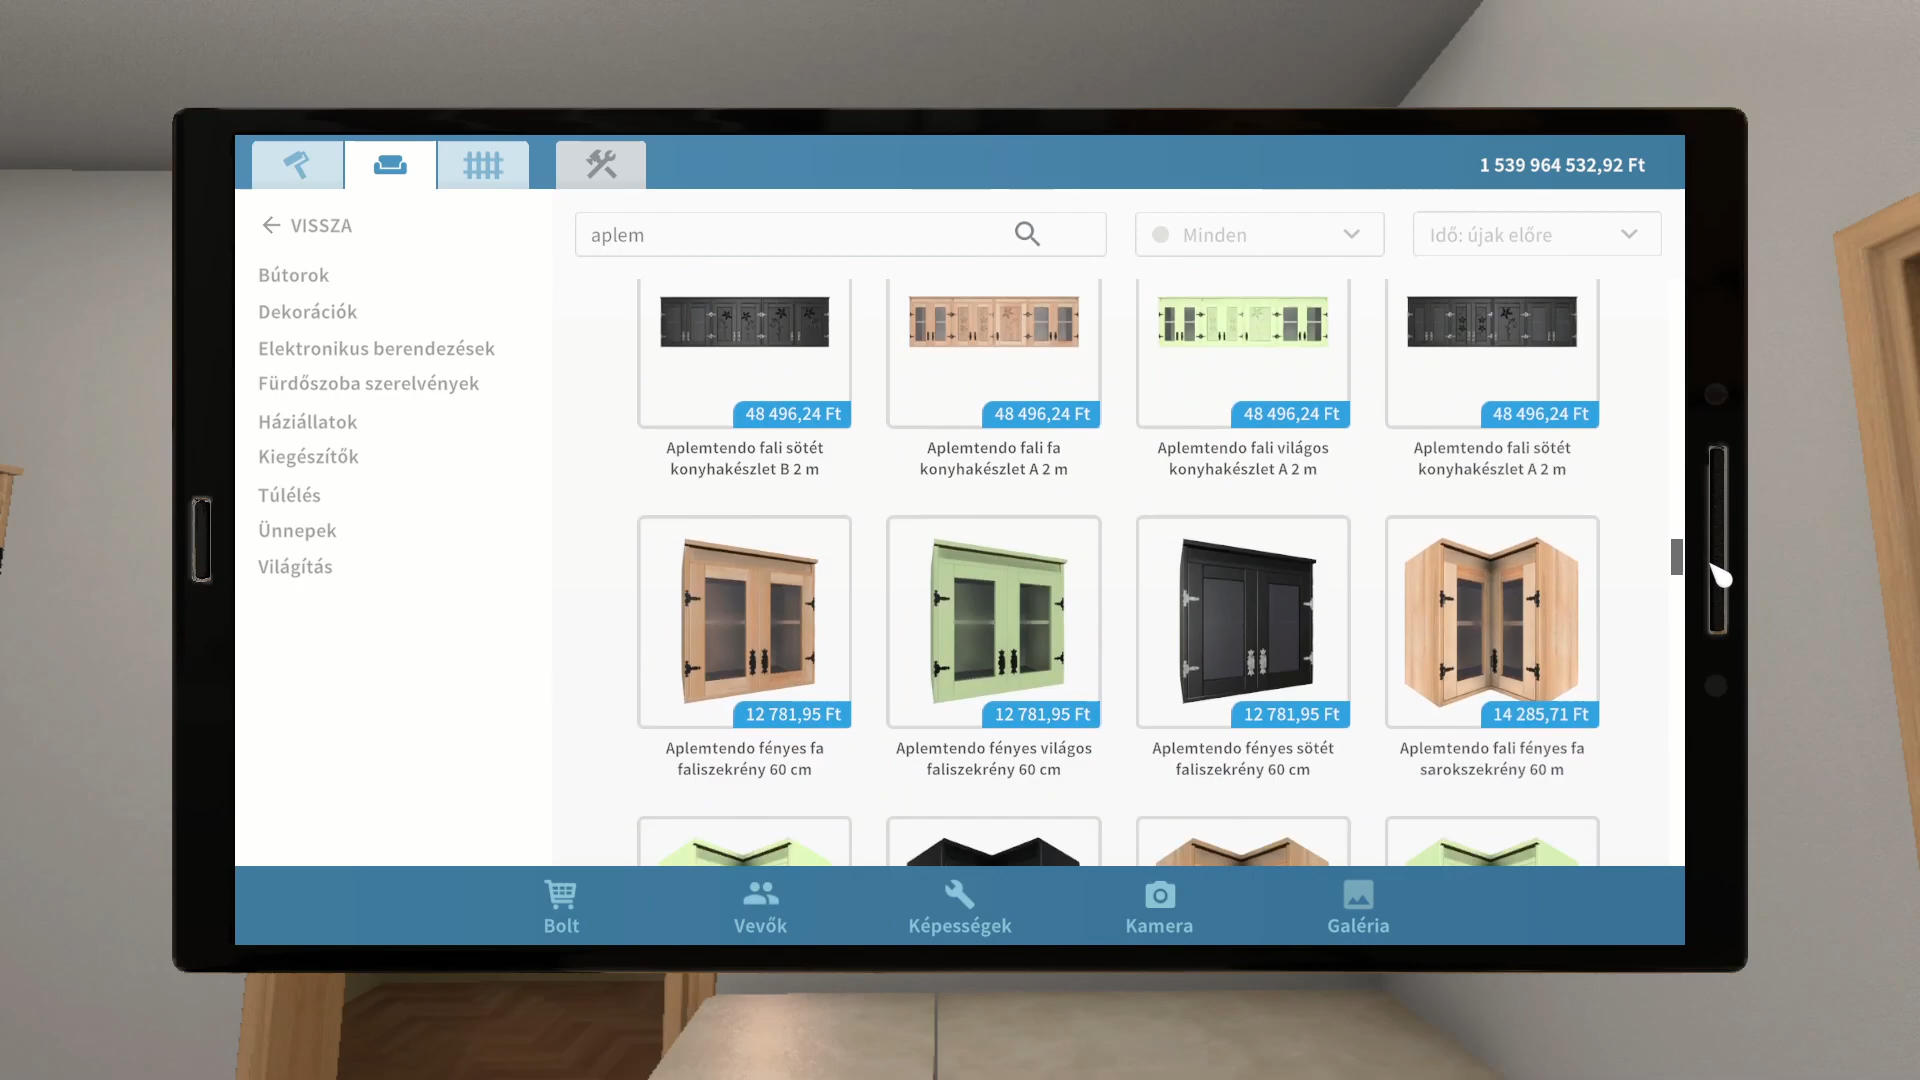 1 539 964 532,92 Ft
VISSZA
aplem
Minden
Idő: újak előre
Bútorok
Dekorációk
Elektronikus berendezések
Fürdőszoba szerelvények
Háziállatok
Kiegészítők
Túlélés
Ünnepek
Világítás
48 496,24 Ft
48 496,24 Ft
48 496,24 Ft
48 496,24 Ft
Aplemtendo fali sötét
konyhakészlet B 2 m
Aplemtendo fali fa
konyhakészlet A 2 m
Aplemtendo fali világos
konyhakészlet A 2 m
Aplemtendo fali sötét
konyhakészlet A 2 m
12 781,95 Ft
12 781,95 Ft
12 781,95 Ft
14 285,71 Ft
Aplemtendo fényes fa
faliszekrény 60 cm
Aplemtendo fényes világos
faliszekrény 60 cm
Aplemtendo fényes sötét
faliszekrény 60 cm
Aplemtendo fali fényes fa
sarokszekrény 60 m
Bolt
Vevők
Képességek
Kamera
Galéria